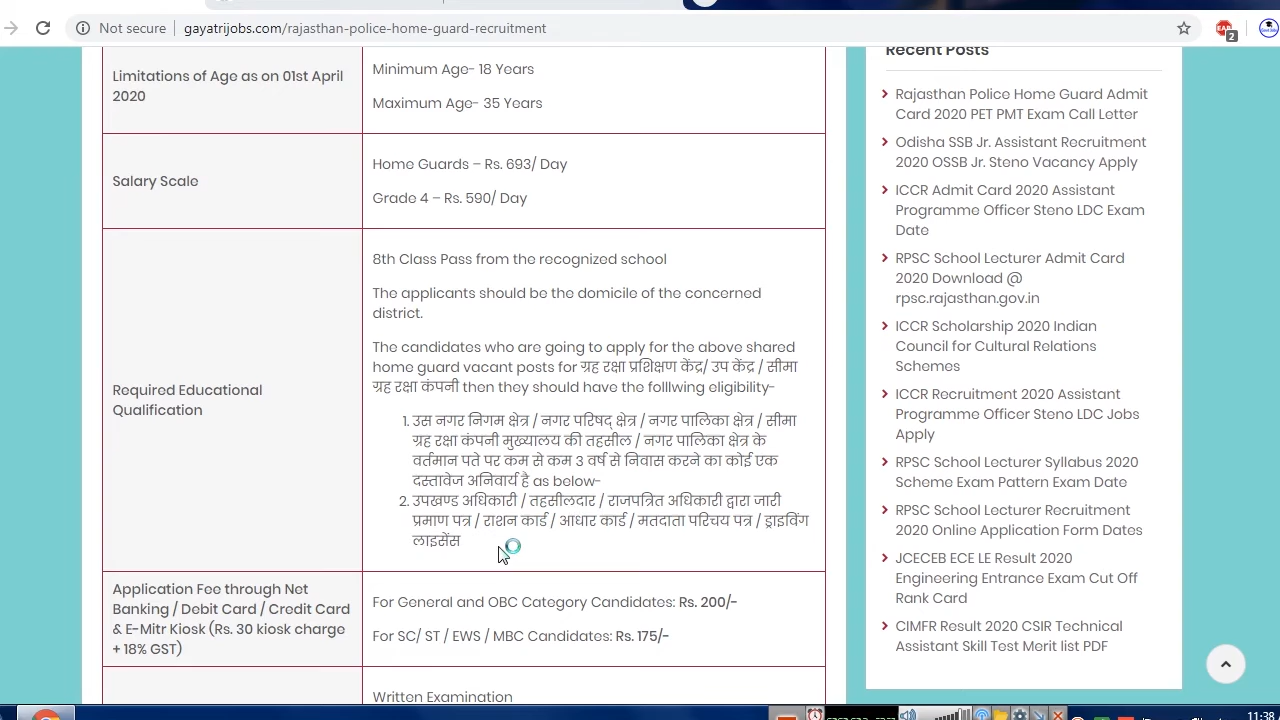 Not secure
gayatrijobs.com/rajasthan-police-home-guard-recruitment
2
Limitations of Age as on 01st April
2020
Minimum Age- 18 Years
Maximum Age- 35 Years
Salary Scale
Home Guards – Rs. 693/ Day
Grade 4 – Rs. 590/ Day
Required Educational
Qualification
8th Class Pass from the recognized school
The applicants should be the domicile of the concerned
district.
The candidates who are going to apply for the above shared
home guard vacant posts for ग्रह रक्षा प्रशिक्षण केंद्र/ उप केंद्र / सीमा
ग्रह रक्षा कंपनी then they should have the folllwing eligibility-
1. उस नगर निगम क्षेत्र / नगर परिषद् क्षेत्र / नगर पालिका क्षेत्र / सीमा
ग्रह रक्षा कंपनी मुख्यालय की तहसील / नगर पालिका क्षेत्र के
वर्तमान पते पर कम से कम 3 वर्ष से निवास करने का कोई एक
दस्तावेज अनिवार्य है as below-
2. उपखण्ड अधिकारी / तहसीलदार / राजपत्रित अधिकारी द्वारा जारी
प्रमाण पत्र / राशन कार्ड / आधार कार्ड / मतदाता परिचय पत्र / ड्राइविंग
लाइसेंस
Application Fee through Net
Banking / Debit Card / Credit Card
& E-Mitr Kiosk (Rs. 30 kiosk charge
+ 18% GST)
For General and OBC Category Candidates: Rs. 200/-
For SC/ ST / EWS / MBC Candidates: Rs. 175/-
Written Examination
Recent Posts
Rajasthan Police Home Guard Admit
Card 2020 PET PMT Exam Call Letter
Odisha SSB Jr. Assistant Recruitment
2020 OSSB Jr. Steno Vacancy Apply
ICCR Admit Card 2020 Assistant
Programme Officer Steno LDC Exam
Date
RPSC School Lecturer Admit Card
2020 Download @
rpsc.rajasthan.gov.in
ICCR Scholarship 2020 Indian
Council for Cultural Relations
Schemes
ICCR Recruitment 2020 Assistant
Programme Officer Steno LDC Jobs
Apply
RPSC School Lecturer Syllabus 2020
Scheme Exam Pattern Exam Date
RPSC School Lecturer Recruitment
2020 Online Application Form Dates
JCECEB ECE LE Result 2020
Engineering Entrance Exam Cut Off
Rank Card
CIMFR Result 2020 CSIR Technical
Assistant Skill Test Merit list PDF
11:38